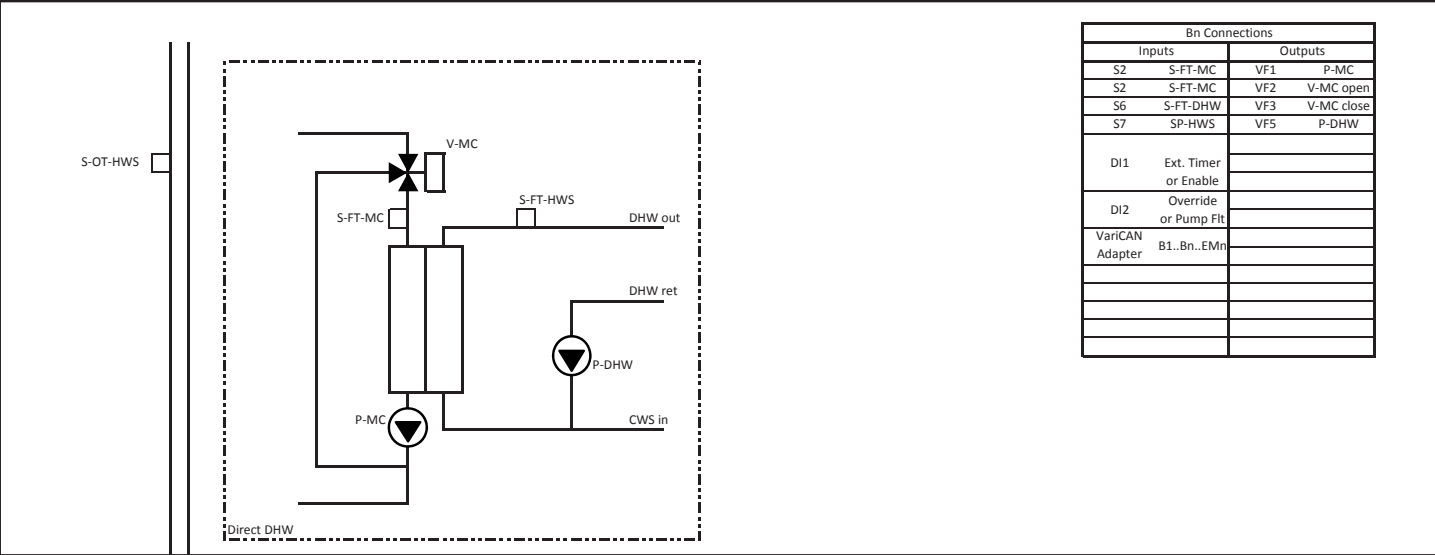 Bn Connections
Inputs Outputs
S2 S-FT-MC VF1 P-MC
S2 S-FT-MC VF2 V-MC open
S6 S-FT-DHW VF3 V-MC close
S7 SP-HWS VF5 P-DHW
DI1 Ext. Timer
or Enable
DI2 Override
or Pump Flt
VariCAN
Adapter B1..Bn..EMn
V-MC
S-OT-HWS
S-FT-HWS
S-FT-MC
DHW out
DHW ret
P-DHW
P-MC
CWS in
Direct DHW